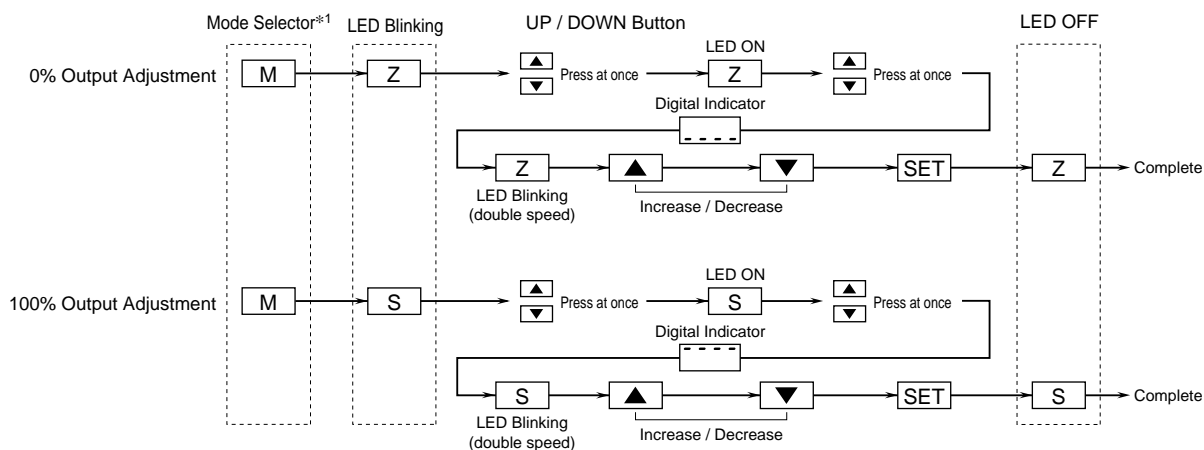 Mode Selector*1 LED Blinking UP / DOWN Button LED OFF
LED ON
0% Output Adjustment M Z ▲ ▼ Press at once Z ▲ ▼ Press at once
Digital Indicator
- - - -
Z ▲ ▼ SET Z Complete
LED Blinking
(double speed)
Increase / Decrease
LED ON
100% Output Adjustment M S ▲ ▼ Press at once S ▲ ▼ Press at once
Digital Indicator
- - - -
S ▲ ▼ SET S Complete
LED Blinking
(double speed)
Increase / Decrease